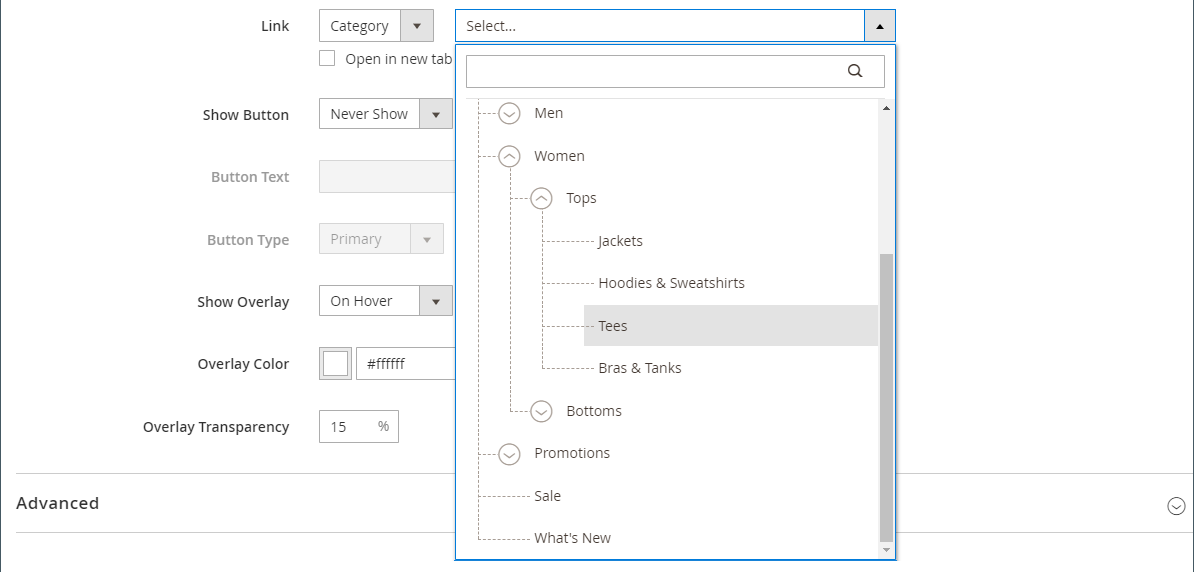 Link Category Select...
Open in new tab
Men
Show Button Never Show
Women
Button Text
Tops
Button Type Primary
Jackets
Hoodies & Sweatshirts
Show Overlay On Hover
Tees
Overlay Color #ffffff
Bras & Tanks
Bottoms
Overlay Transparency 15 %
Promotions
Sale
Advanced
What's New